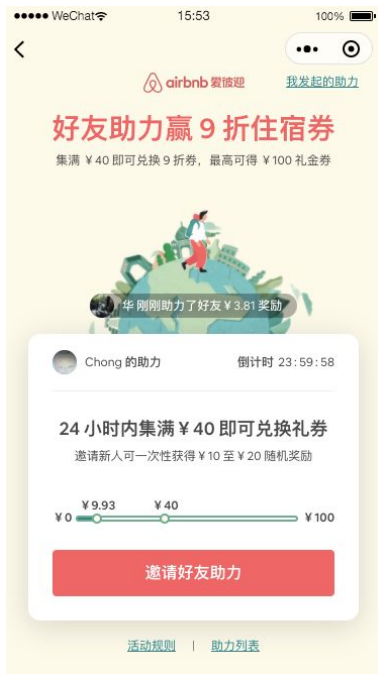 WeChat
15:53
100%
airbnb 爱彼迎
我发起的助力
好友助力赢 9 折住宿券
集满 ¥40 即可兑换 9 折券，最高可得 ¥100 礼金券
华 刚刚助力了好友 ¥3.81 奖励
Chong 的助力
倒计时 23:59:58
24 小时内集满 ¥40 即可兑换礼券
邀请新人可一次性获得 ¥10 至 ¥20 随机奖励
¥9.93
¥40
¥0
¥100
邀请好友助力
活动规则 | 助力列表